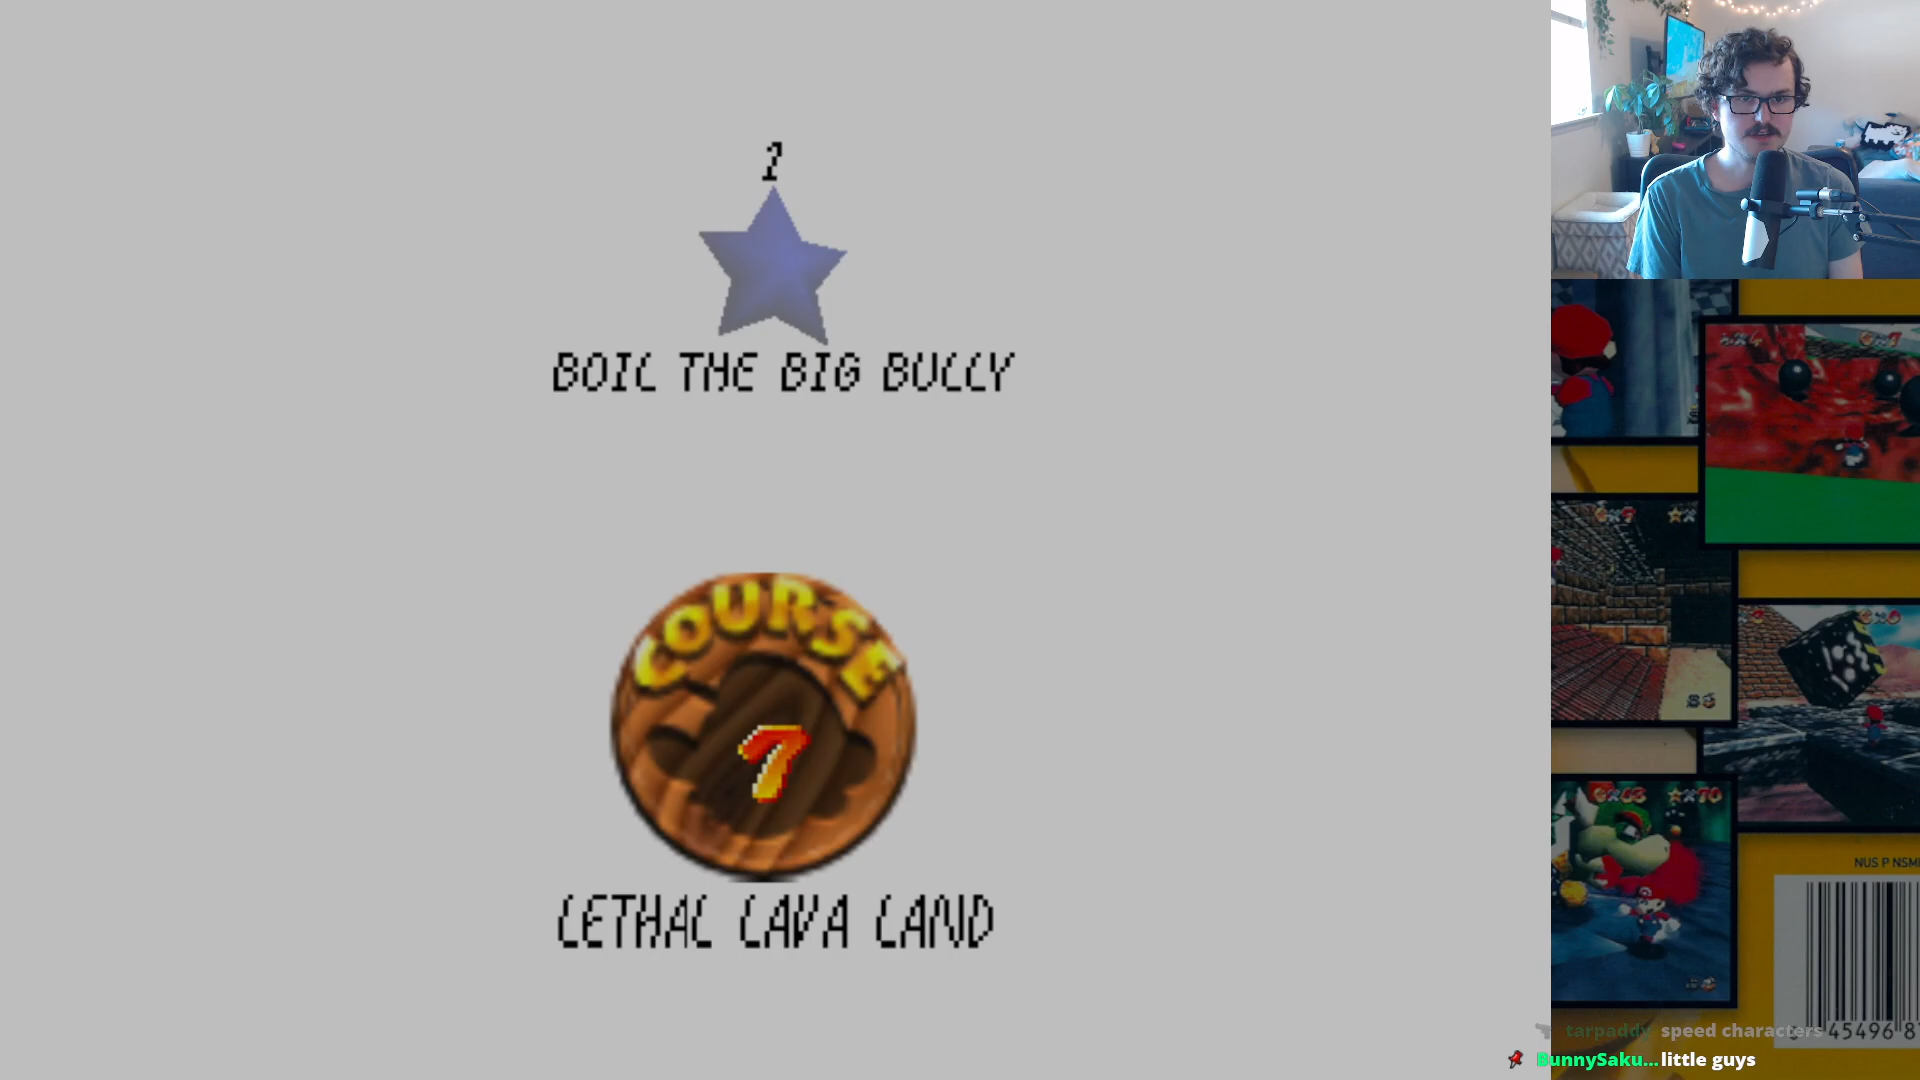 1
BOIL THE BIG BULLY
COURSE
7
LETHAL LAVA LAND
NUS P NSM
45496 8
tarpaddy speed characters
BunnySaku... little guys